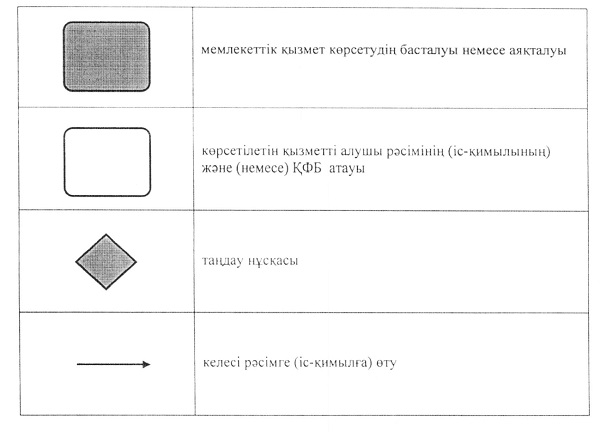 мемлекеттік қызмет көрсетудің басталуы немесе аяқталуы
көрсетілетін қызметті алушы рәсімінің (іс-қимылының)
және (немесе) ҚФБ атауы
таңдау нұсқасы
келесі рәсімге (іс-қимылға) өту